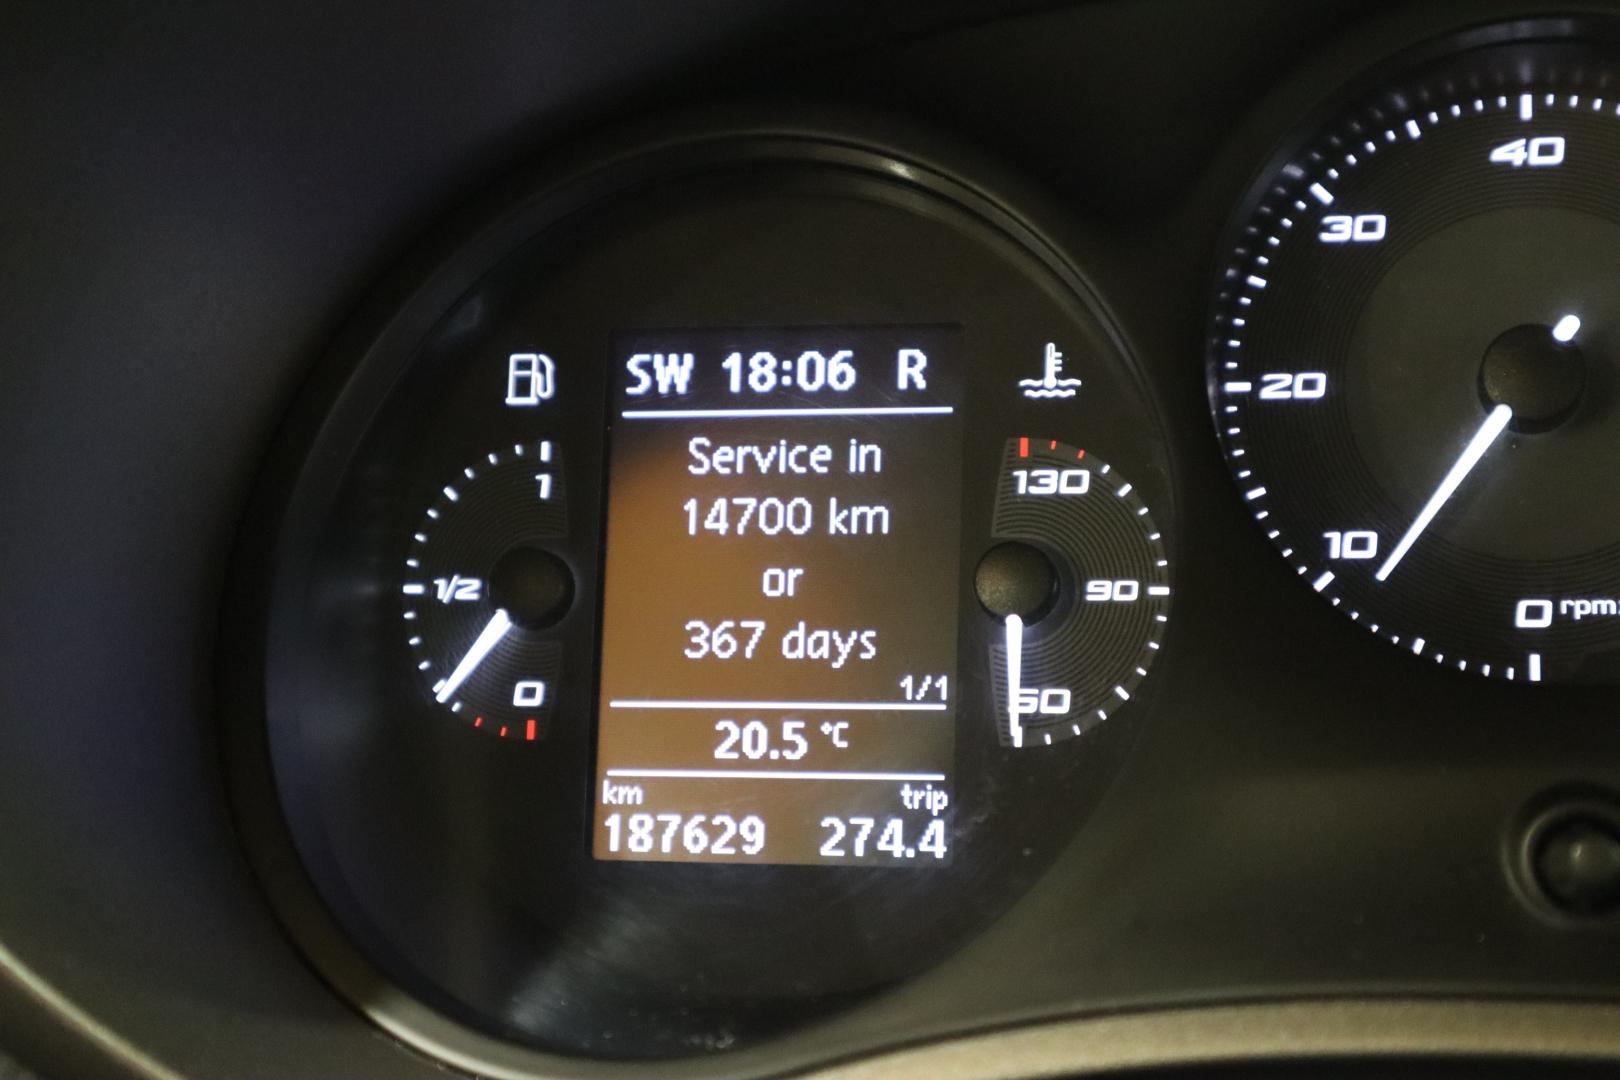 SW 18:06 R
Service in
14700 km
or
367 days
1/1
20.5 °C
km trip
187629 274.4
1
1/2
0
130
90
50
40
30
20
10
0 rpm